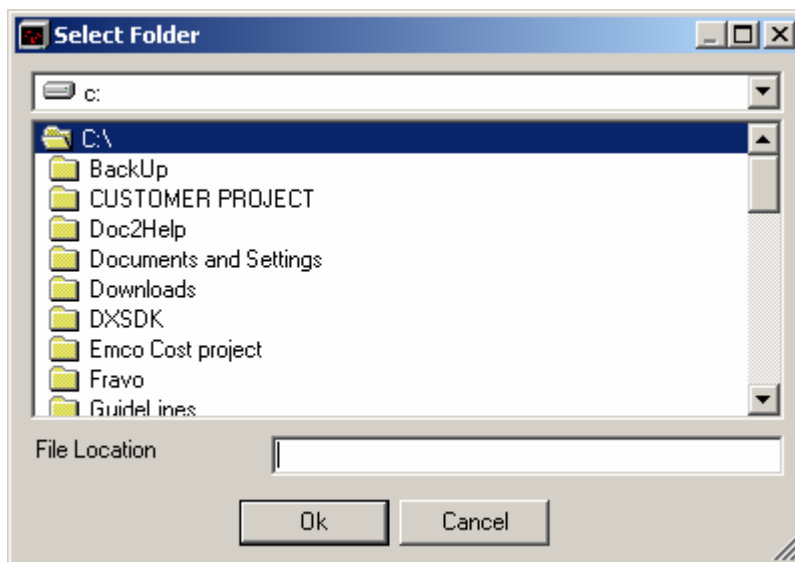 Select Folder
c:
C:\
BackUp
CUSTOMER PROJECT
Doc2Help
Documents and Settings
Downloads
DXSDK
Emco Cost project
Fravo
GuideLines
File Location
Ok
Cancel